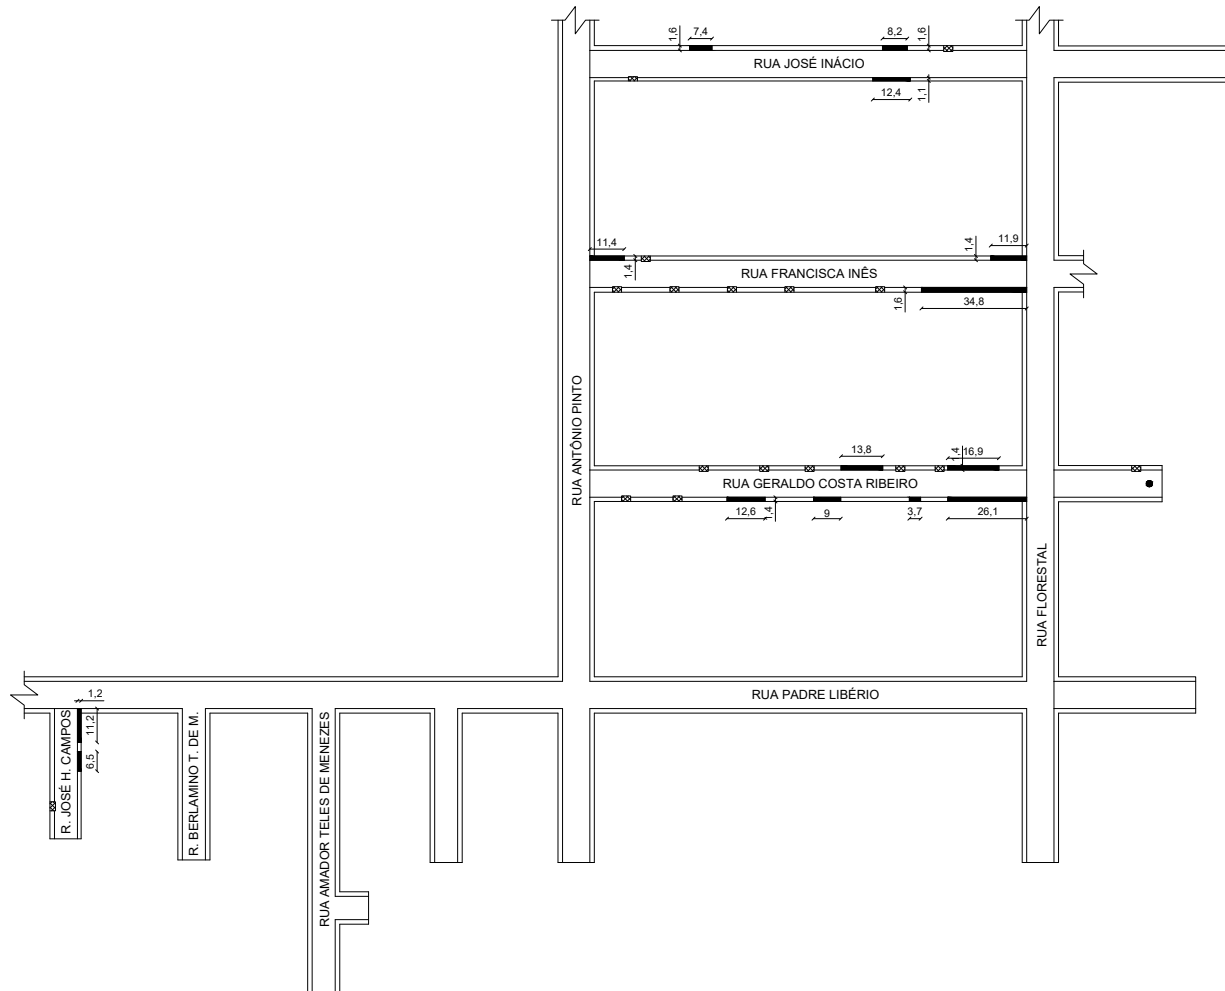 1,6
7,4
8,2
1,6
RUA JOSÉ INÁCIO
12,4
1,1
11,4
1,4
1,4
11,9
RUA FRANCISCA INÊS
1,6
34,8
RUA ANTÔNIO PINTO
13,8
1,4
16,9
RUA GERALDO COSTA RIBEIRO
12,6
1,4
9
3,7
26,1
RUA FLORESTAL
RUA PADRE LIBÉRIO
1,2
11,2
6,5
R. JOSÉ H. CAMPOS
R. BERLAMINO T. DE M.
RUA AMADOR TELES DE MENEZES